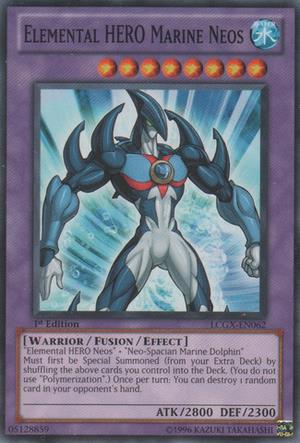 Elemental HERO Marine Neos
WATER
水
1st Edition
LCGX-EN062
[WARRIOR / FUSION / EFFECT]
"Elemental HERO Neos" + "Neo-Spacian Marine Dolphin"
Must first be Special Summoned (from your Extra Deck) by
shuffling the above cards you control into the Deck. (You do not
use "Polymerization".) Once per turn: You can destroy 1 random
card in your opponent's hand.
ATK/2800 DEF/2300
05128859
©1996 KAZUKI TAKAHASHI